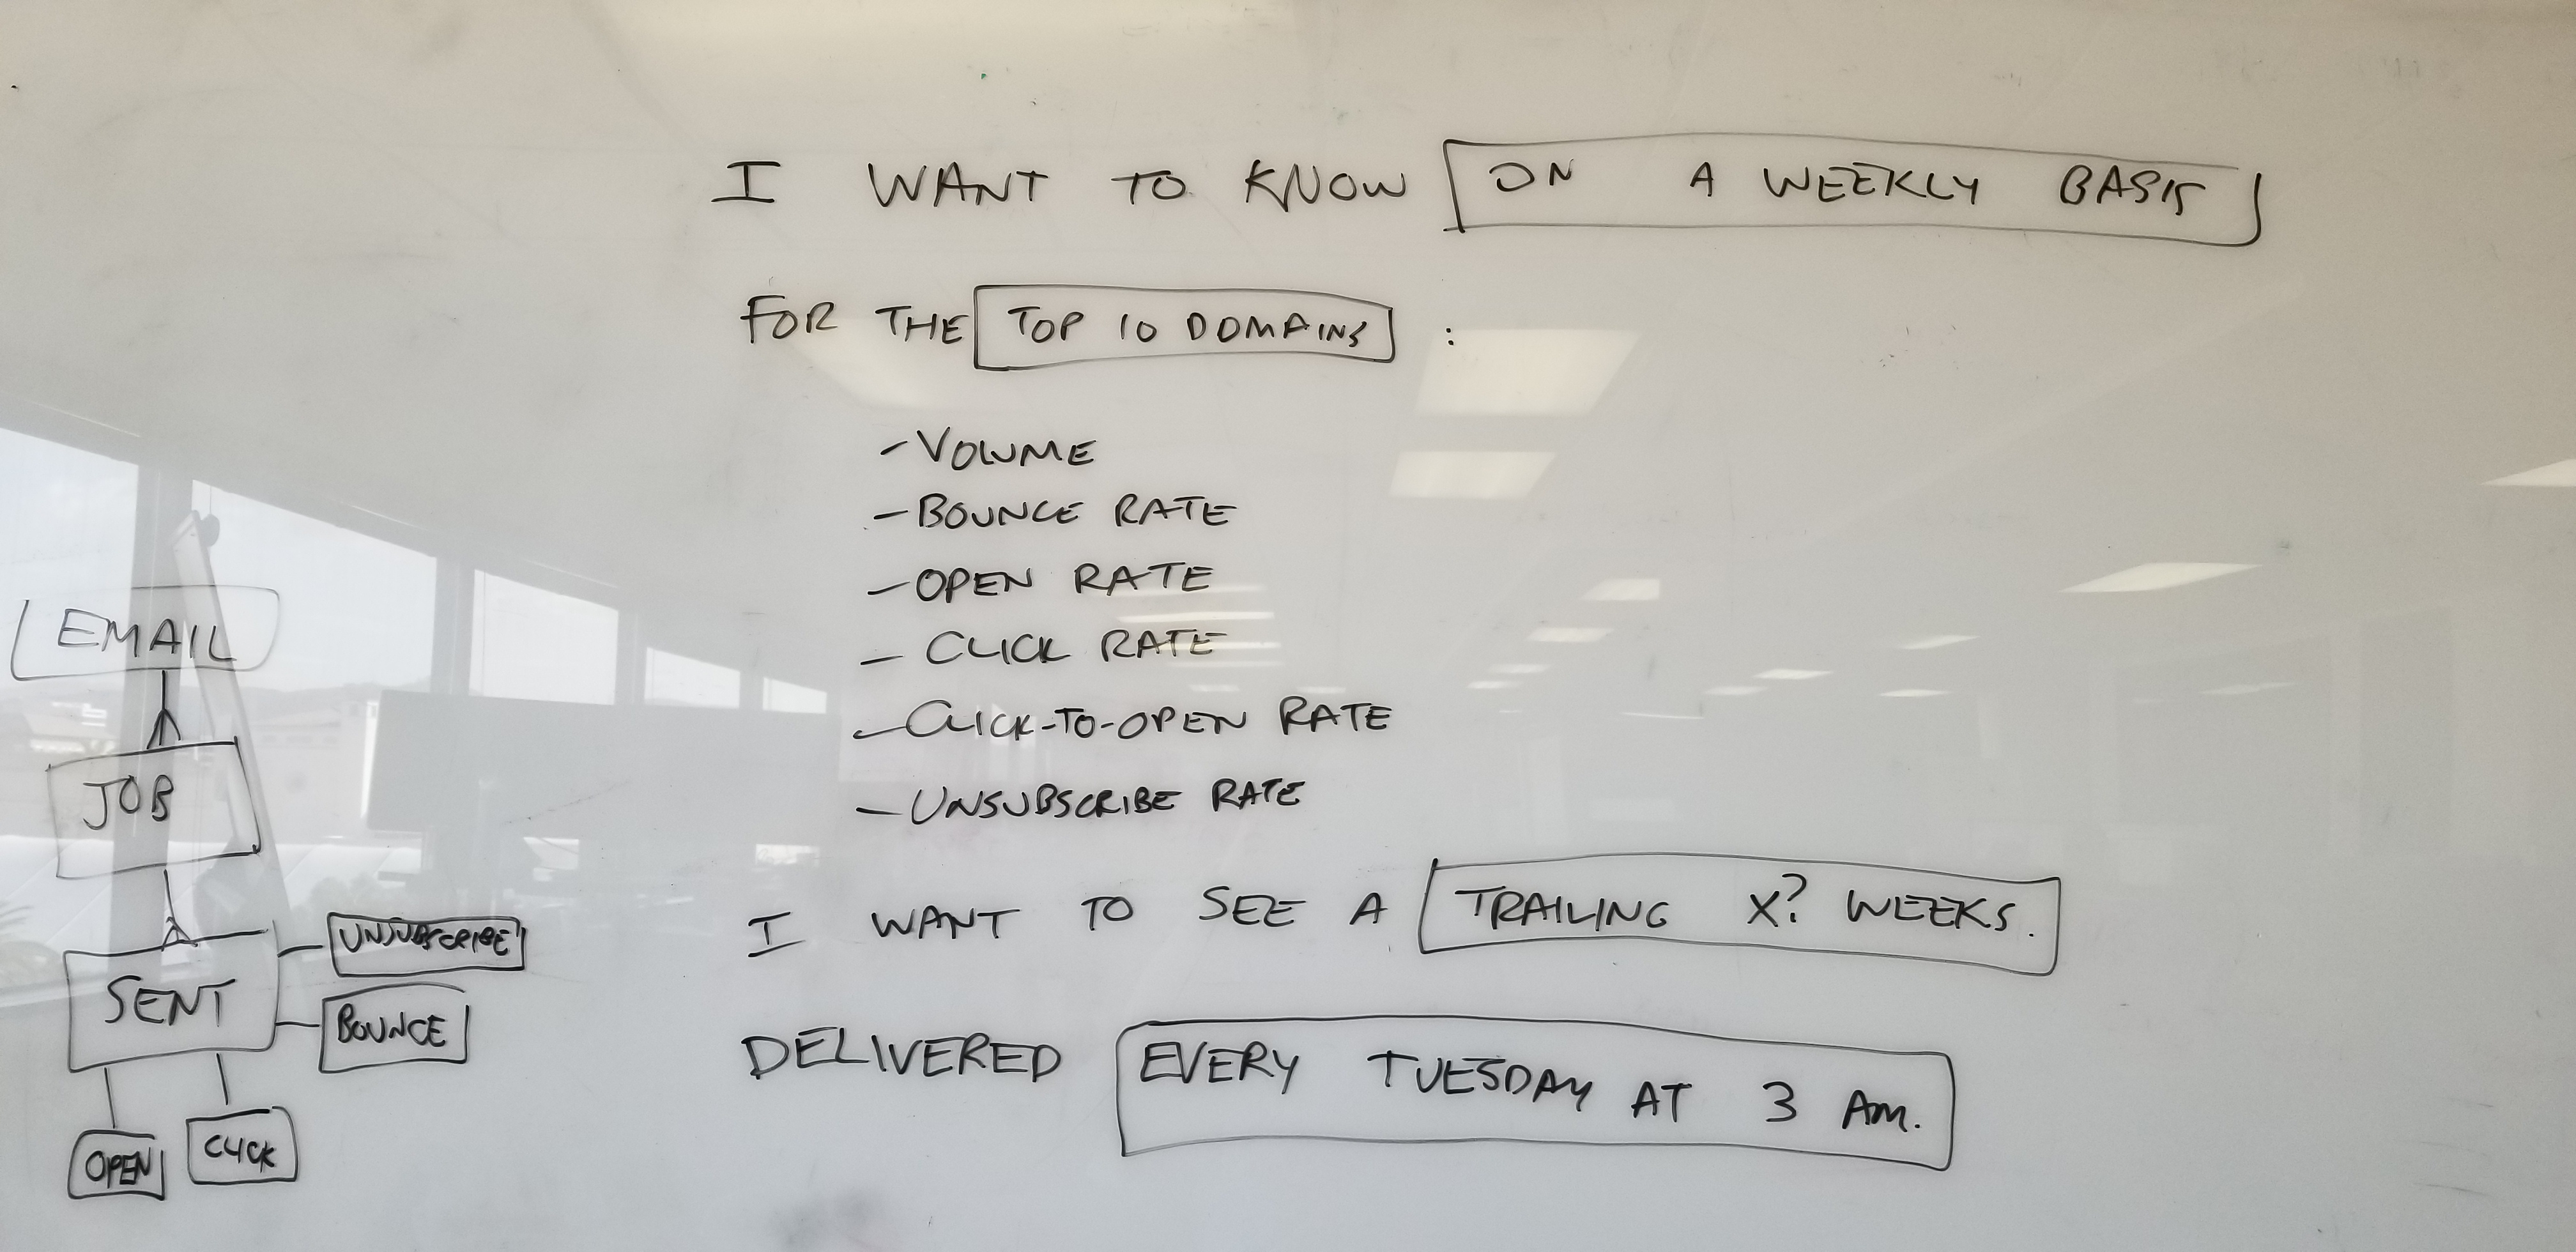 I WANT TO KNOW ON A WEEKLY BASIS
FOR THE TOP 10 DOMAINS :
- VOLUME
- BOUNCE RATE
- OPEN RATE
- CLICK RATE
- CLICK-TO-OPEN RATE
- UNSUBSCRIBE RATE
I WANT TO SEE A TRAILING X? WEEKS.
DELIVERED EVERY TUESDAY AT 3 AM.
EMAIL
JOB
SENT
UNSUBSCRIBE
BOUNCE
OPEN
CLICK